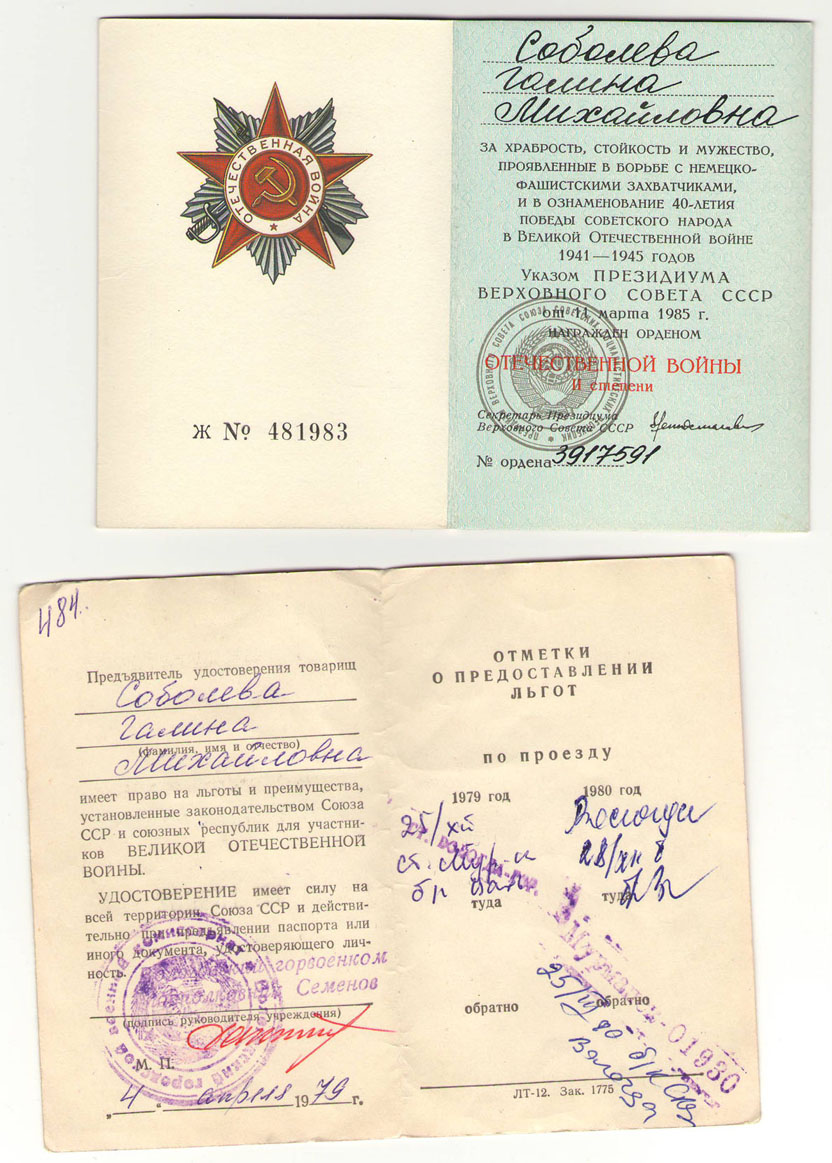 ОТЕЧЕСТВЕННАЯ ВОЙНА
Ж № 481983
Соболева
Галина
Михайловна
ЗА ХРАБРОСТЬ, СТОЙКОСТЬ И МУЖЕСТВО,
ПРОЯВЛЕННЫЕ В БОРЬБЕ С НЕМЕЦКО-
ФАШИСТСКИМИ ЗАХВАТЧИКАМИ,
И В ОЗНАМЕНОВАНИЕ 40-ЛЕТИЯ
ПОБЕДЫ СОВЕТСКОГО НАРОДА
В ВЕЛИКОЙ ОТЕЧЕСТВЕННОЙ ВОЙНЕ
1941—1945 ГОДОВ
УКАЗОМ ПРЕЗИДИУМА
ВЕРХОВНОГО СОВЕТА СССР
от 11 марта 1985 г.
НАГРАЖДЕН ОРДЕНОМ
ОТЕЧЕСТВЕННОЙ ВОЙНЫ
II степени
Секретарь Президиума
Верховного Совета СССР
№ ордена 3917591
484.
Предъявитель удостоверения товарищ
Соболева
Галина
(фамилия, имя и отчество)
Михайловна
имеет право на льготы и преимущества,
установленные законодательством Союза
ССР и союзных республик для участни-
ков ВЕЛИКОЙ ОТЕЧЕСТВЕННОЙ
ВОЙНЫ.
УДОСТОВЕРЕНИЕ имеет силу на
всей территории Союза ССР и действи-
тельно при предъявлении паспорта или
иного документа, удостоверяющего лич-
ность.
горвоенком
Семенов
(подпись руководителя учреждения)
М. П.
„4“ апреля 1979 г.
ОТМЕТКИ
О ПРЕДОСТАВЛЕНИИ
ЛЬГОТ
по проезду
1979 год 1980 год
туда туда
обратно обратно
01930
Вологда
ЛТ-12. Зак. 1775